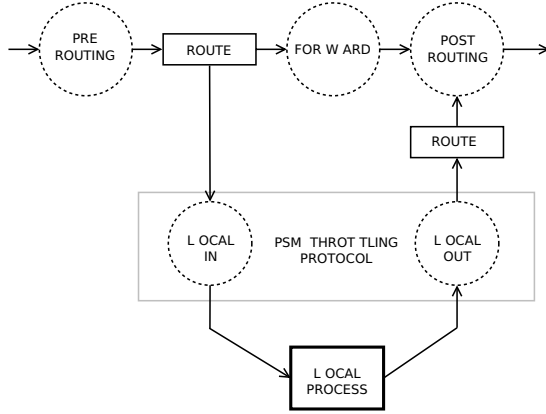 PRE
ROUTING
ROUTE
FOR W ARD
POST
ROUTING
ROUTE
L OCAL
IN
PSM THROT TLING
PROTOCOL
L OCAL
OUT
L OCAL
PROCESS